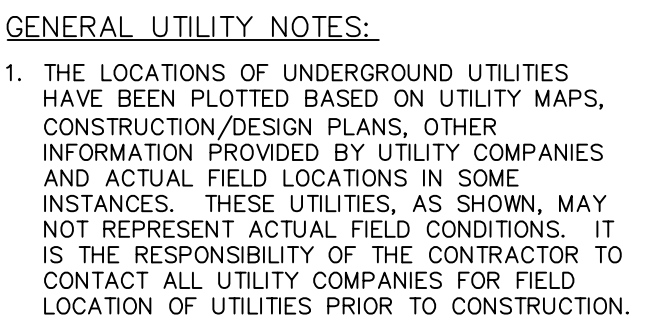 GENERAL UTILITY NOTES:
1. THE LOCATIONS OF UNDERGROUND UTILITIES
HAVE BEEN PLOTTED BASED ON UTILITY MAPS,
CONSTRUCTION/DESIGN PLANS, OTHER
INFORMATION PROVIDED BY UTILITY COMPANIES
AND ACTUAL FIELD LOCATIONS IN SOME
INSTANCES. THESE UTILITIES, AS SHOWN, MAY
NOT REPRESENT ACTUAL FIELD CONDITIONS. IT
IS THE RESPONSIBILITY OF THE CONTRACTOR TO
CONTACT ALL UTILITY COMPANIES FOR FIELD
LOCATION OF UTILITIES PRIOR TO CONSTRUCTION.